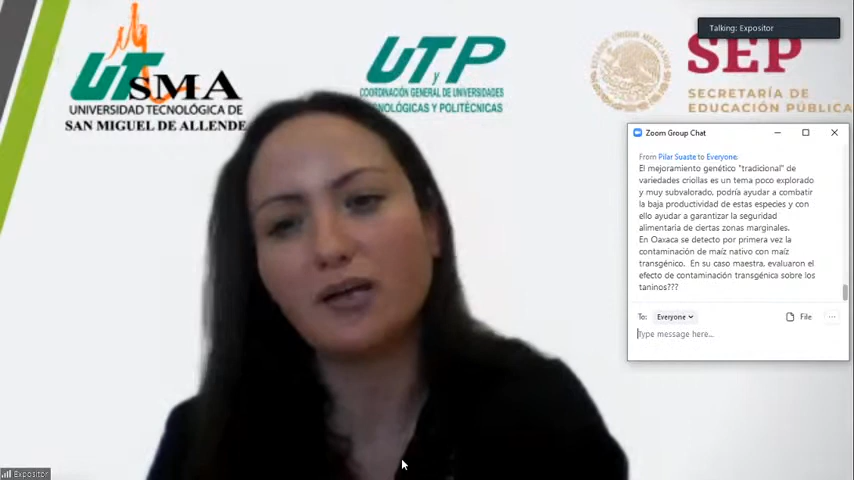 Talking: Expositor
UTSMA
UNIVERSIDAD TECNOLÓGICA DE
SAN MIGUEL DE ALLENDE
UTyP
COORDINACIÓN GENERAL DE UNIVERSIDADES
TECNOLÓGICAS Y POLITÉCNICAS
ESTADOS UNIDOS MEXICANOS
SEP
SECRETARÍA DE
EDUCACIÓN PÚBLICA
Zoom Group Chat
From Pilar Suaste to Everyone:
El mejoramiento genético "tradicional" de
variedades criollas es un tema poco explorado
y muy subvalorado, podría ayudar a combatir
la baja productividad de estas especies y con
ello ayudar a garantizar la seguridad
alimentaria de ciertas zonas marginales.
En Oaxaca se detecto por primera vez la
contaminación de maíz nativo con maíz
transgénico. En su caso maestra, evaluaron el
efecto de contaminación transgénica sobre los
taninos???
To: Everyone
File
Type message here...
Expositor